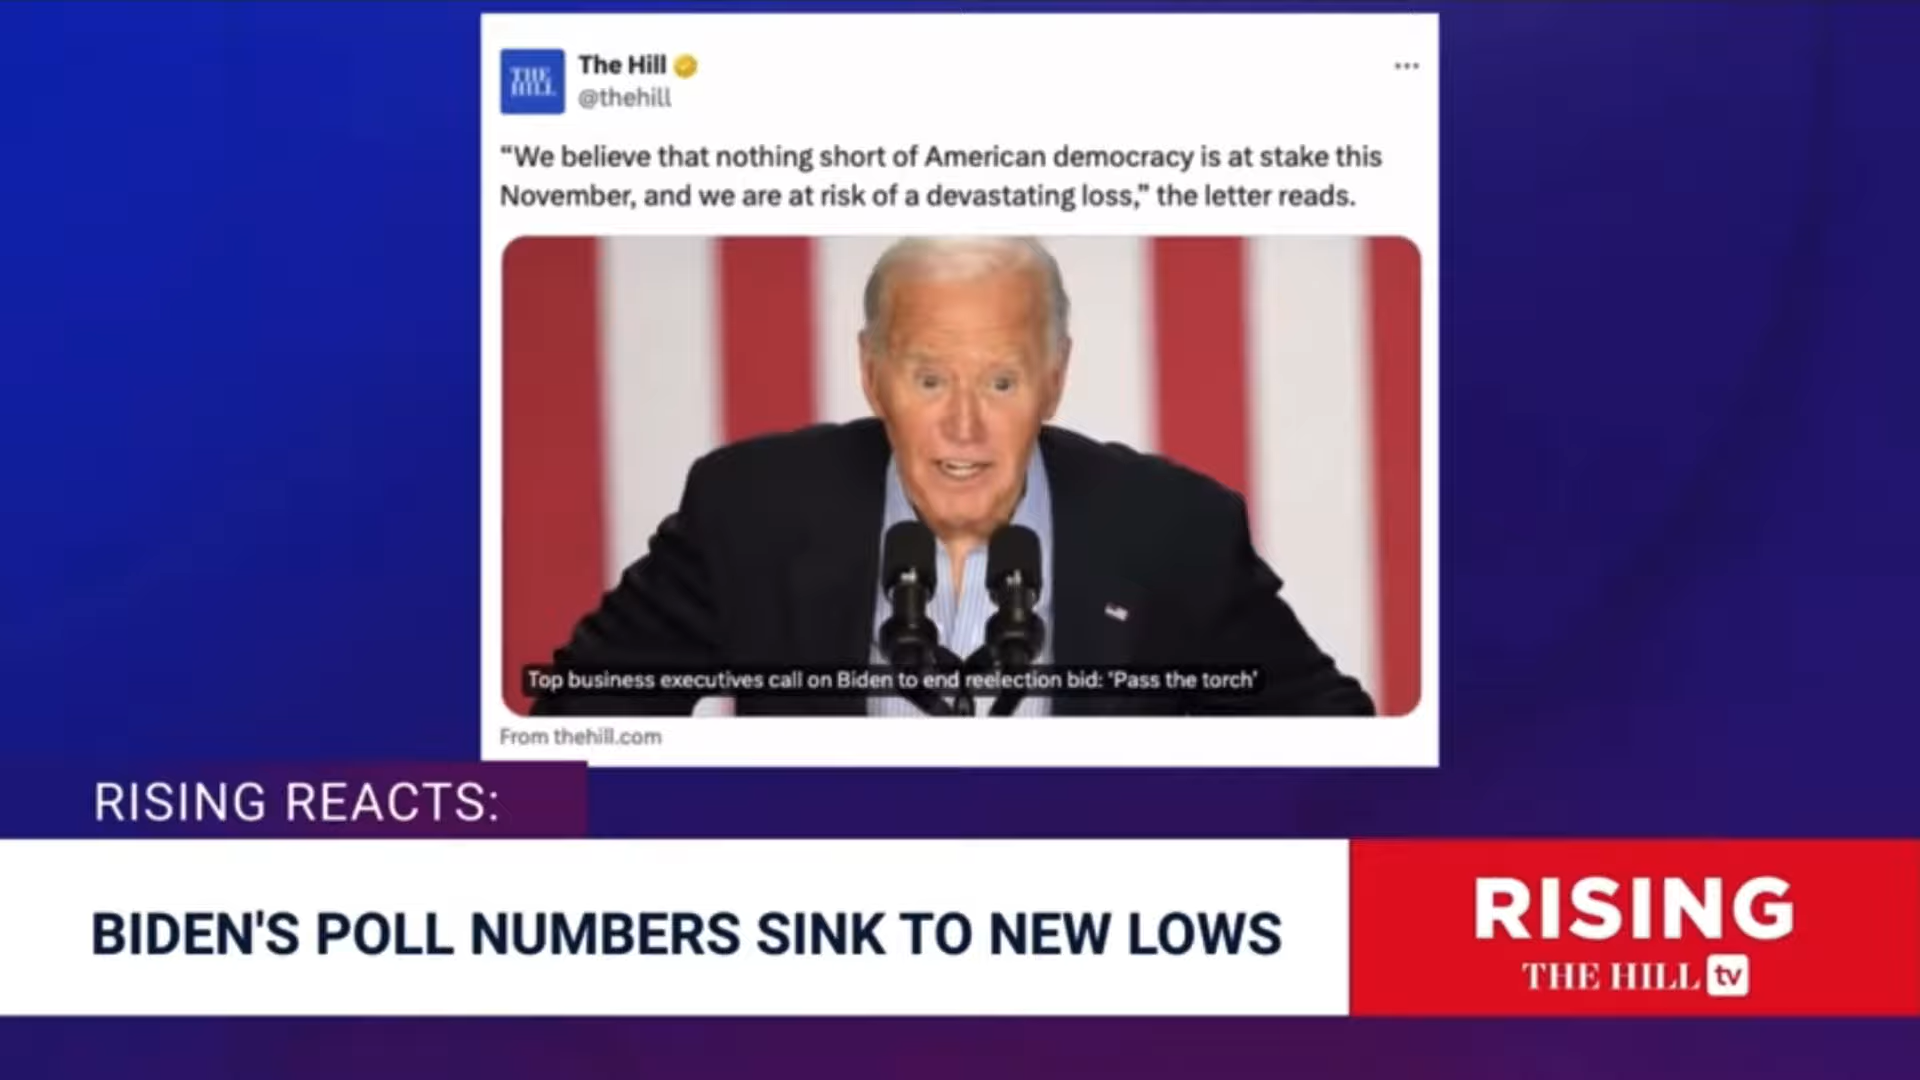 THE HILL
The Hill
@thehill
“We believe that nothing short of American democracy is at stake this
November, and we are at risk of a devastating loss,” the letter reads.
Top business executives call on Biden to end reelection bid: ‘Pass the torch’
From thehill.com
RISING REACTS:
BIDEN'S POLL NUMBERS SINK TO NEW LOWS
RISING
THE HILL tv